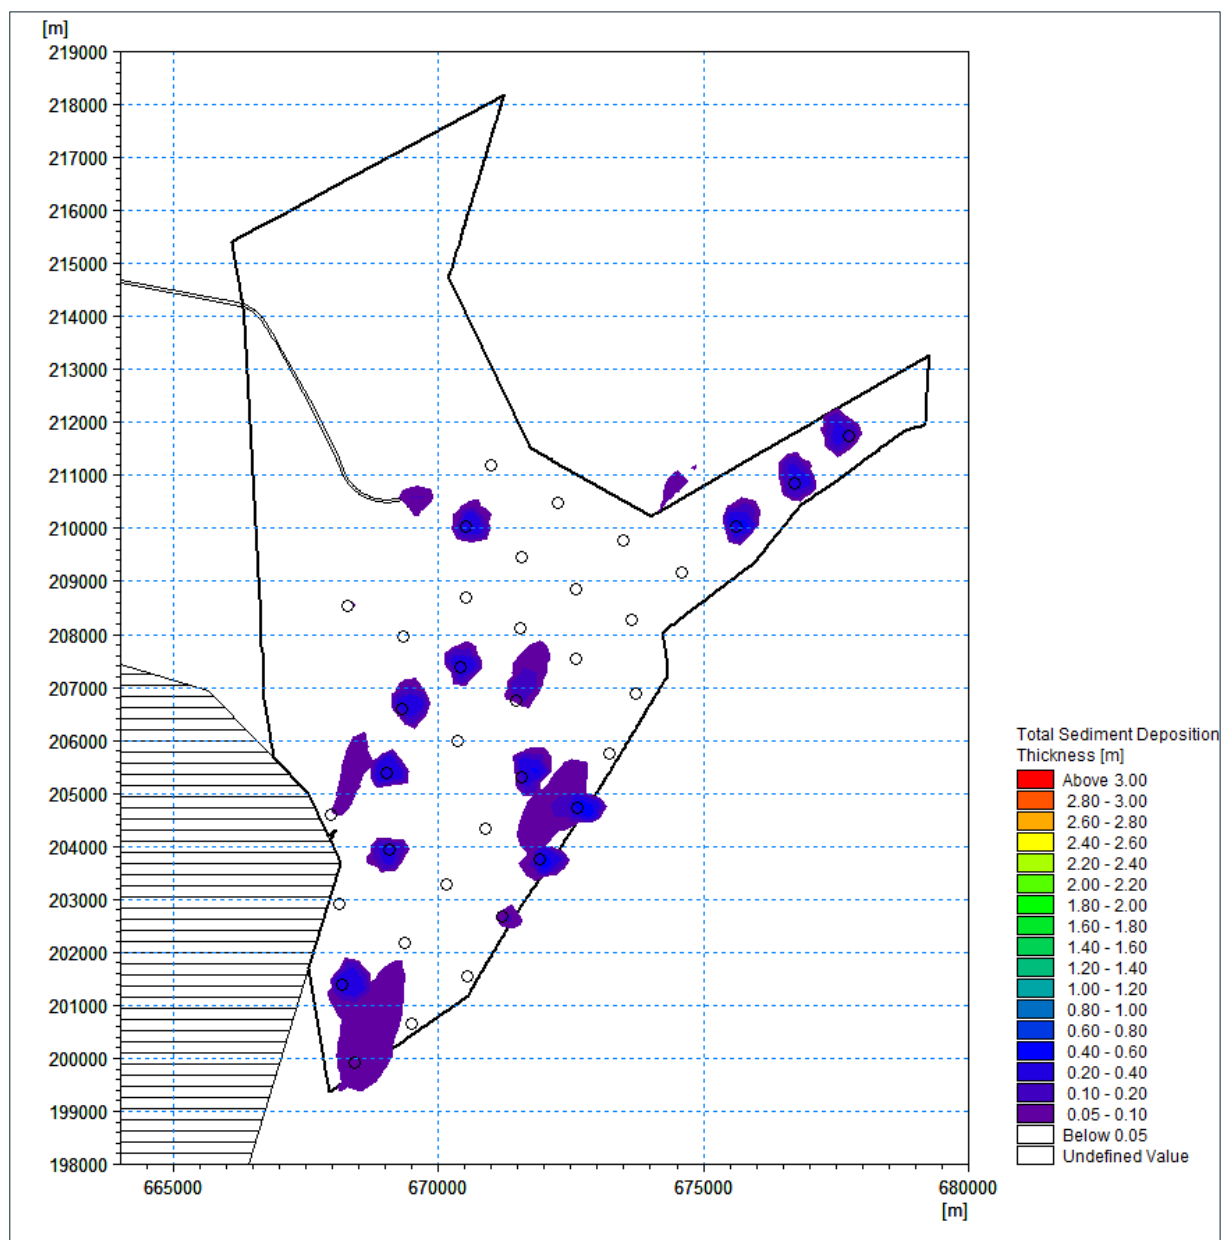 [m]
219000
218000
217000
216000
215000
214000
213000
212000
211000
210000
209000
208000
207000
206000
205000
204000
203000
202000
201000
200000
199000
198000
665000 670000 675000 680000
[m]
Total Sediment Deposition
Thickness [m]
Above 3.00
2.80 - 3.00
2.60 - 2.80
2.40 - 2.60
2.20 - 2.40
2.00 - 2.20
1.80 - 2.00
1.60 - 1.80
1.40 - 1.60
1.20 - 1.40
1.00 - 1.20
0.80 - 1.00
0.60 - 0.80
0.40 - 0.60
0.20 - 0.40
0.10 - 0.20
0.05 - 0.10
Below 0.05
Undefined Value